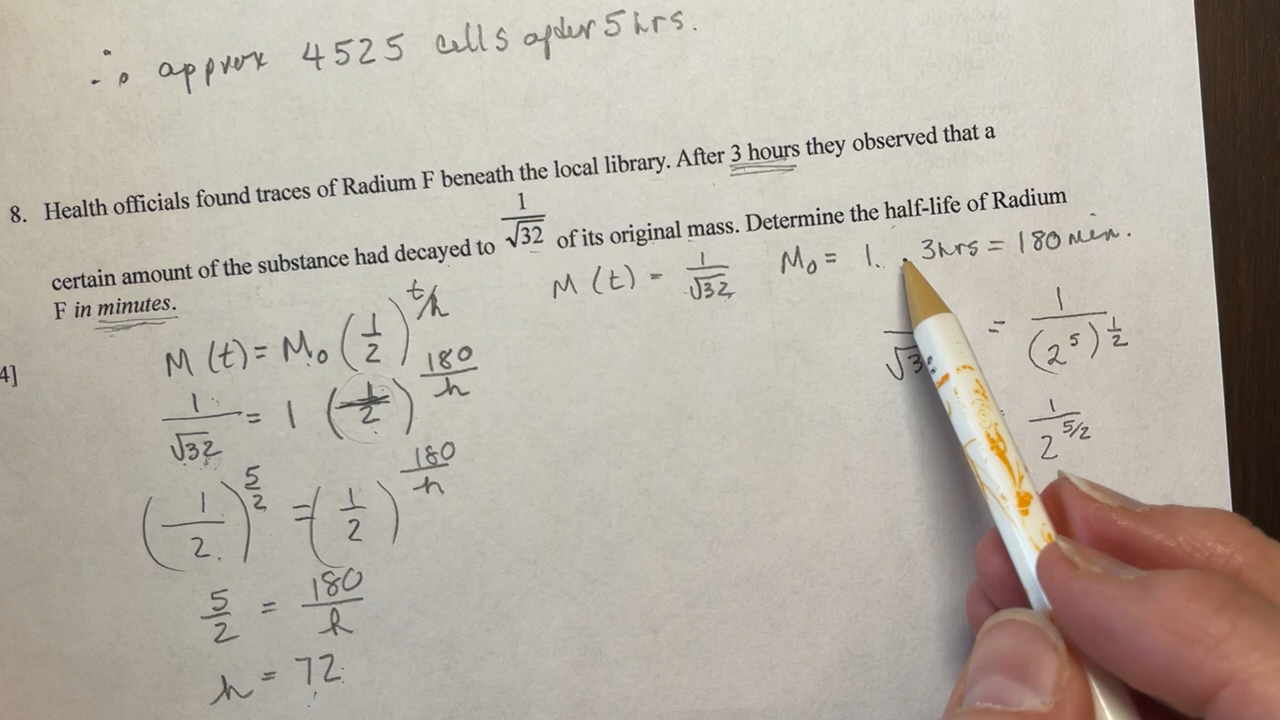 ∴ approx 4525 cells after 5 hrs.
8. Health officials found traces of Radium F beneath the local library. After 3 hours they observed that a
certain amount of the substance had decayed to 1/√32 of its original mass. Determine the half-life of Radium
F in minutes.
M(t) = 1/√32 M₀ = 1. 3hrs = 180 min.
4]
M(t) = M₀ (1/2)^(t/h)
1/√32 = 1 (1/2)^(180/h)
(1/2)^(5/2) = (1/2)^(180/h)
5/2 = 180/h
h = 72
√3 = 1/(2⁵)^(1/2)
1/2^(5/2)